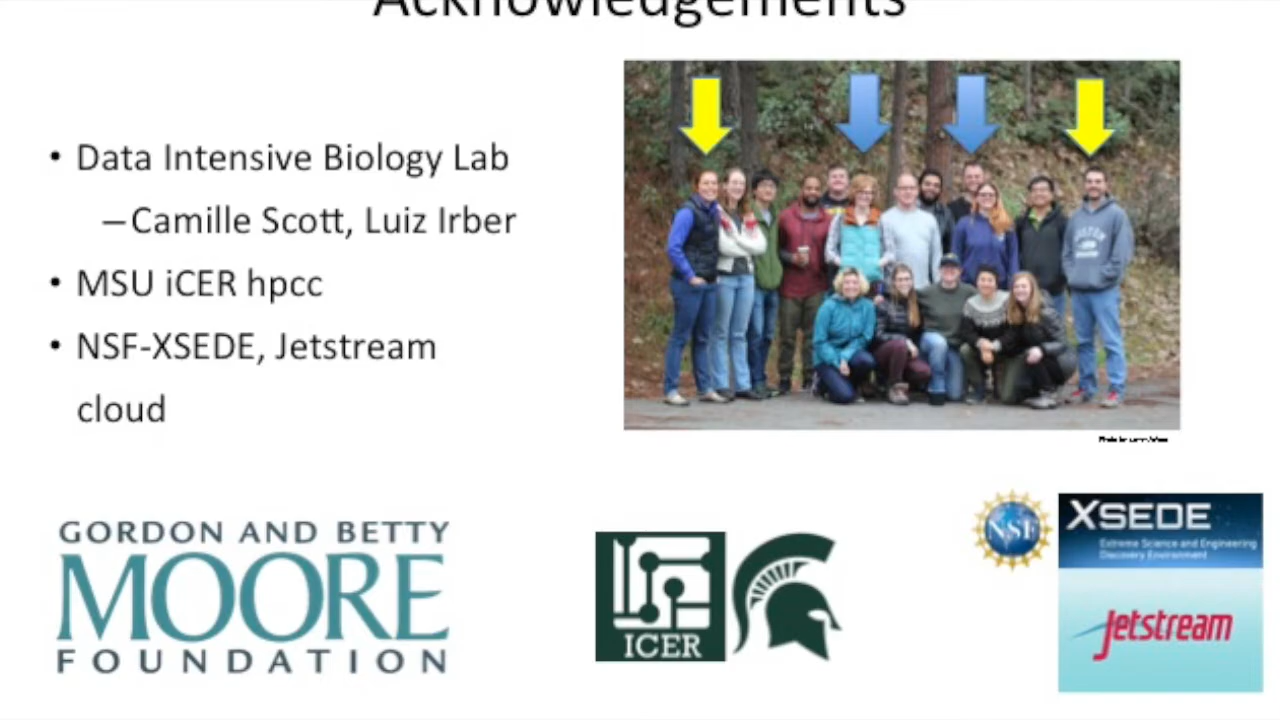 Acknowledgements
• Data Intensive Biology Lab
– Camille Scott, Luiz Irber
• MSU iCER hpcc
• NSF-XSEDE, Jetstream
cloud
GORDON AND BETTY
MOORE
FOUNDATION
ICER
NSF
XSEDE
Extreme Science and Engineering
Discovery Environment
Jetstream